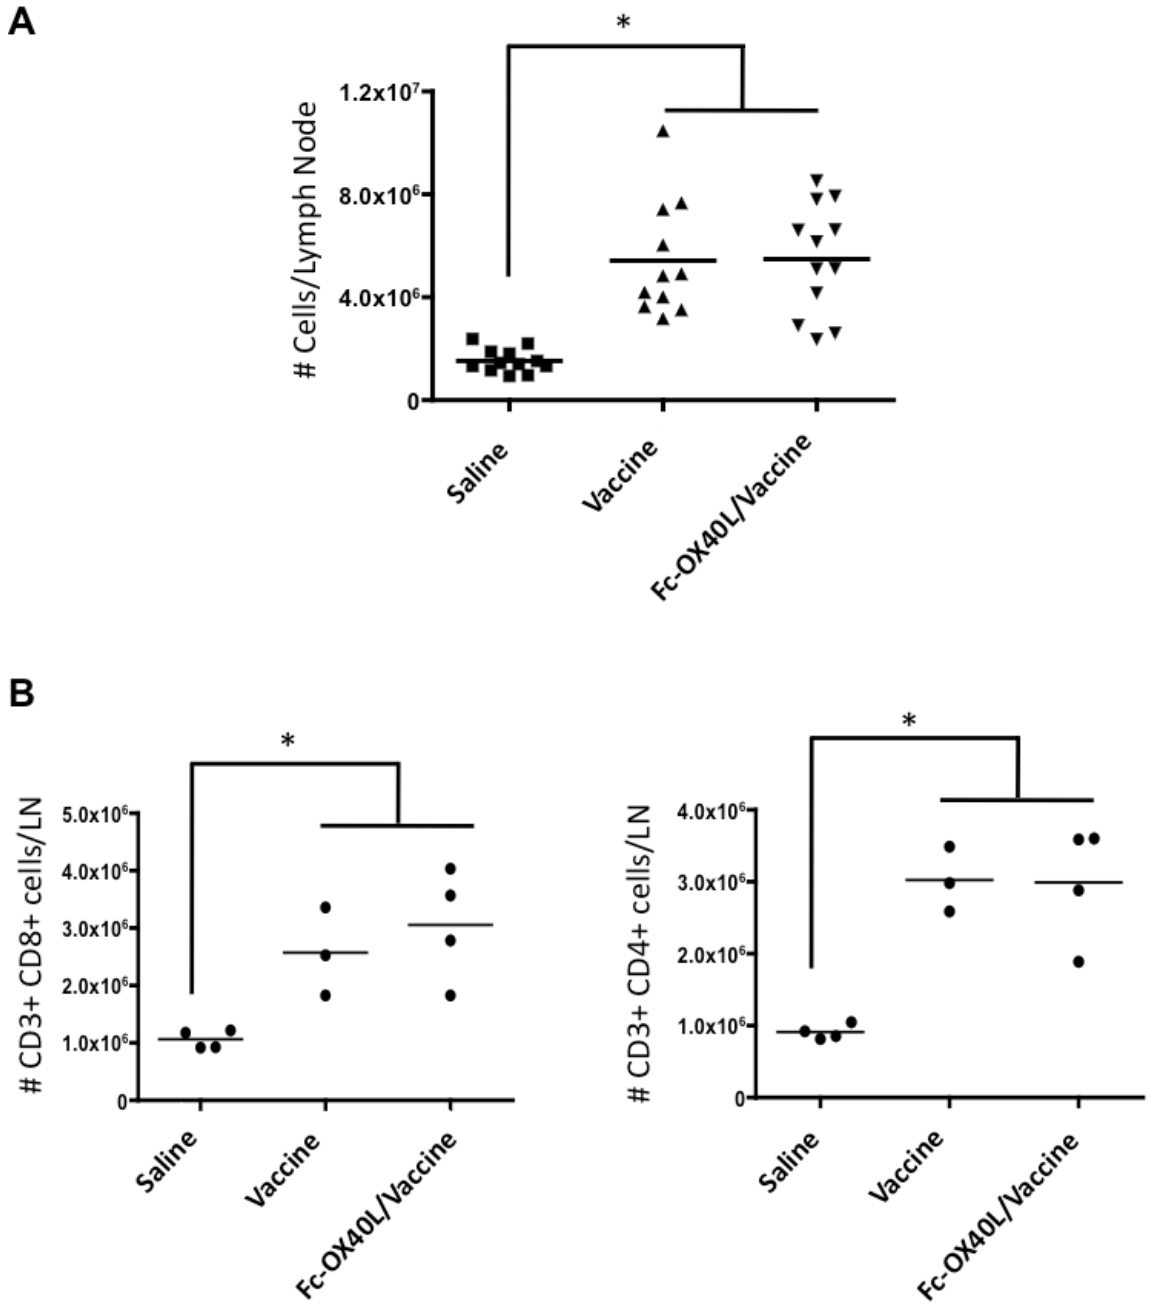 A
*
# Cells/Lymph Node
1.2x10⁷
8.0x10⁶
4.0x10⁶
0
Saline
Vaccine
Fc-OX40L/Vaccine
B
*
# CD3+ CD8+ cells/LN
5.0x10⁶
4.0x10⁶
3.0x10⁶
2.0x10⁶
1.0x10⁶
0
Saline
Vaccine
Fc-OX40L/Vaccine
*
# CD3+ CD4+ cells/LN
4.0x10⁶
3.0x10⁶
2.0x10⁶
1.0x10⁶
0
Saline
Vaccine
Fc-OX40L/Vaccine